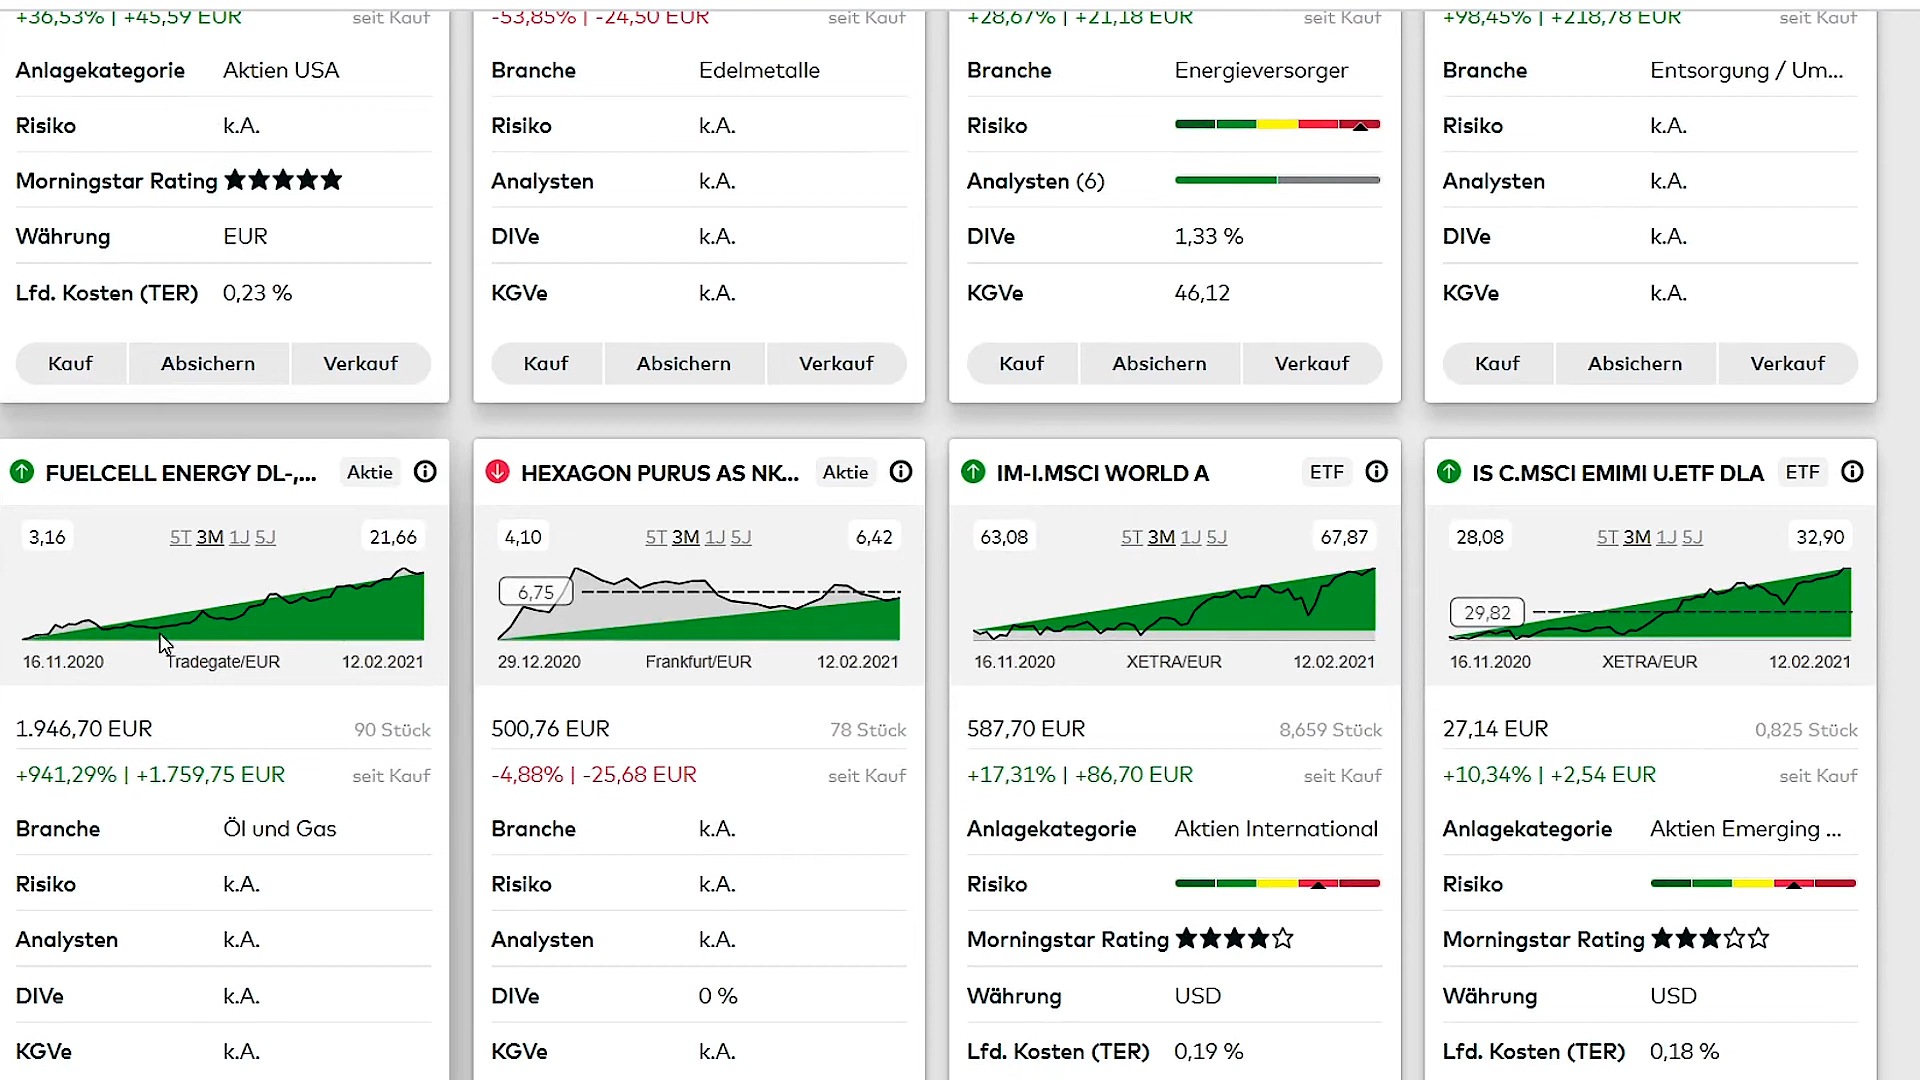 +36,53% | +45,59 EUR seit Kauf
Anlagekategorie Aktien USA
Risiko k.A.
Morningstar Rating
Währung EUR
Lfd. Kosten (TER) 0,23 %
Kauf Absichern Verkauf
-53,85% | -24,50 EUR seit Kauf
Branche Edelmetalle
Risiko k.A.
Analysten k.A.
DIVe k.A.
KGVe k.A.
Kauf Absichern Verkauf
+28,67% | +21,18 EUR seit Kauf
Branche Energieversorger
Risiko
Analysten (6)
DIVe 1,33 %
KGVe 46,12
Kauf Absichern Verkauf
+98,45% | +218,78 EUR seit Kauf
Branche Entsorgung / Um...
Risiko k.A.
Analysten k.A.
DIVe k.A.
KGVe k.A.
Kauf Absichern Verkauf
FUELCELL ENERGY DL-,... Aktie
3,16 5T 3M 1J 5J 21,66
16.11.2020 Tradegate/EUR 12.02.2021
1.946,70 EUR 90 Stück
+941,29% | +1.759,75 EUR seit Kauf
Branche Öl und Gas
Risiko k.A.
Analysten k.A.
DIVe k.A.
KGVe k.A.
HEXAGON PURUS AS NK... Aktie
4,10 5T 3M 1J 5J 6,42
6,75
29.12.2020 Frankfurt/EUR 12.02.2021
500,76 EUR 78 Stück
-4,88% | -25,68 EUR seit Kauf
Branche k.A.
Risiko k.A.
Analysten k.A.
DIVe 0 %
KGVe k.A.
IM-I.MSCI WORLD A ETF
63,08 5T 3M 1J 5J 67,87
16.11.2020 XETRA/EUR 12.02.2021
587,70 EUR 8,659 Stück
+17,31% | +86,70 EUR seit Kauf
Anlagekategorie Aktien International
Risiko
Morningstar Rating
Währung USD
Lfd. Kosten (TER) 0,19 %
IS C.MSCI EMIMI U.ETF DLA ETF
28,08 5T 3M 1J 5J 32,90
29,82
16.11.2020 XETRA/EUR 12.02.2021
27,14 EUR 0,825 Stück
+10,34% | +2,54 EUR seit Kauf
Anlagekategorie Aktien Emerging ...
Risiko
Morningstar Rating
Währung USD
Lfd. Kosten (TER) 0,18 %